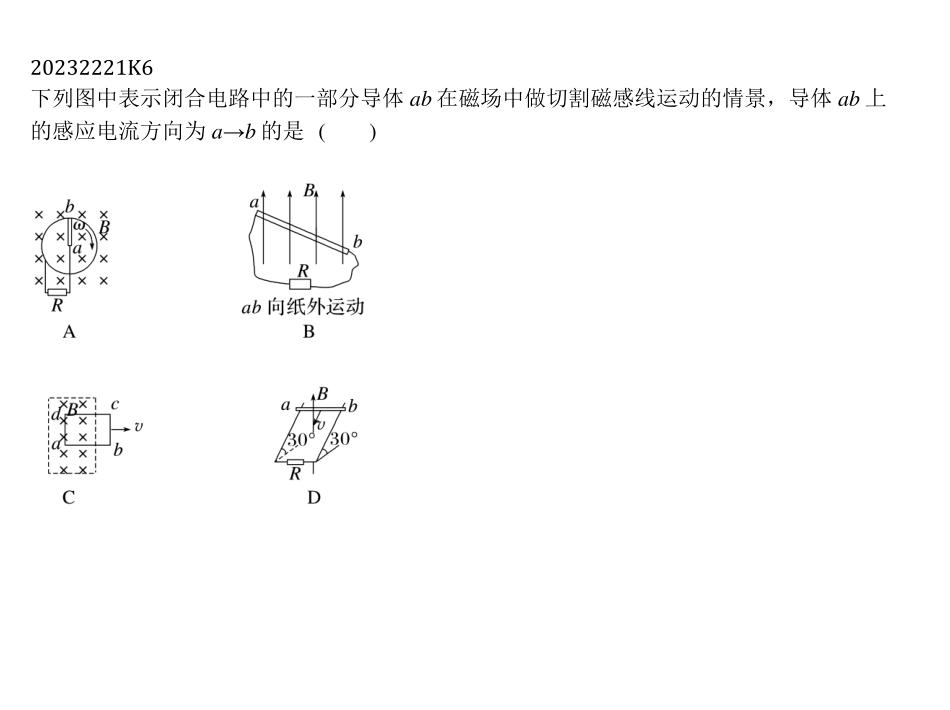 20232221K6
下列图中表示闭合电路中的一部分导体 ab 在磁场中做切割磁感线运动的情景，导体 ab 上
的感应电流方向为 a→b 的是（　　）
b
ω
B
a
R
A
B
a
b
R
ab 向纸外运动
B
d
B
c
v
a
b
C
B
a
b
v
30°
30°
R
D